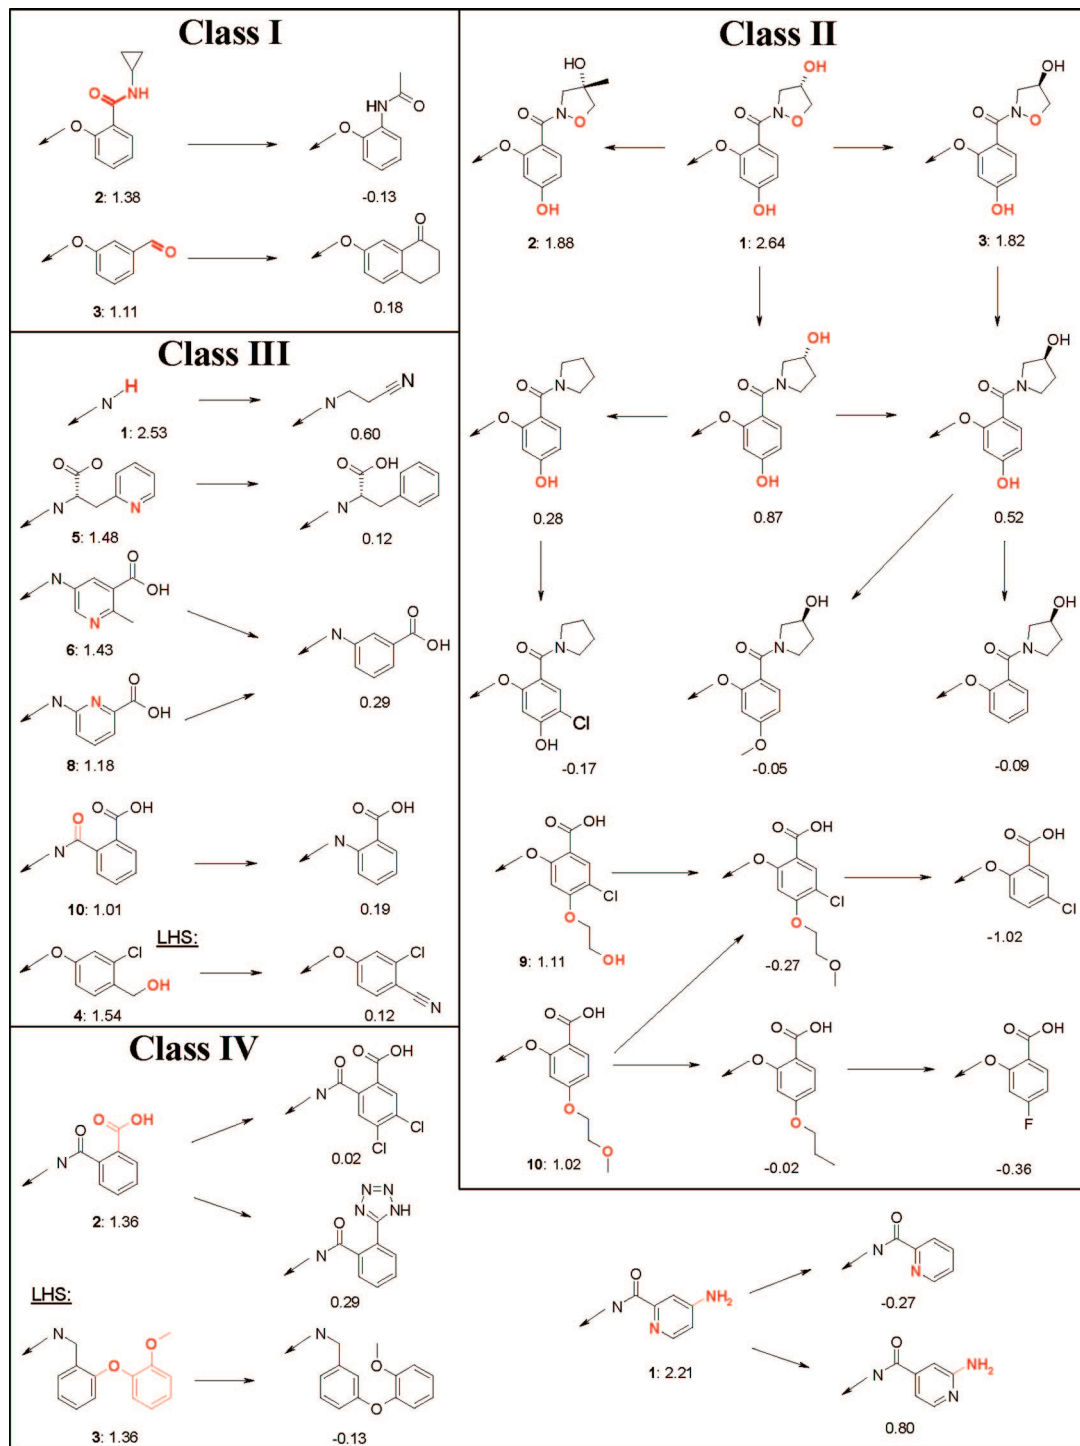 Class I
O
NH
O
2: 1.38
HN
O
O
-0.13
O
O
3: 1.11
O
O
0.18
Class II
HO
O
N
O
O
OH
2: 1.88
OH
O
N
O
O
OH
1: 2.64
OH
O
N
O
O
OH
3: 1.82
O
N
O
OH
0.28
OH
O
N
O
OH
0.87
OH
O
N
O
OH
0.52
O
N
O
Cl
OH
-0.17
OH
O
N
O
O
-0.05
OH
O
N
O
-0.09
O
OH
O
Cl
O
OH
9: 1.11
O
OH
O
Cl
O
O
-0.27
O
OH
O
Cl
-1.02
O
OH
O
O
O
10: 1.02
O
OH
O
O
-0.02
O
OH
O
F
-0.36
Class III
H
N
1: 2.53
N
N
0.60
O
O
N
N
5: 1.48
O
OH
N
0.12
N
O
OH
N
6: 1.43
N
O
OH
0.29
N
N
O
OH
8: 1.18
O
O
OH
N
10: 1.01
O
OH
N
0.19
LHS:
O
Cl
OH
4: 1.54
O
Cl
N
0.12
Class IV
O
OH
O
N
2: 1.36
O
OH
O
N
Cl
Cl
0.02
N
N
N
NH
O
N
0.29
LHS:
N
O
O
3: 1.36
N
O
O
-0.13
O
N
N
NH2
1: 2.21
O
N
N
-0.27
O
N
NH2
N
0.80